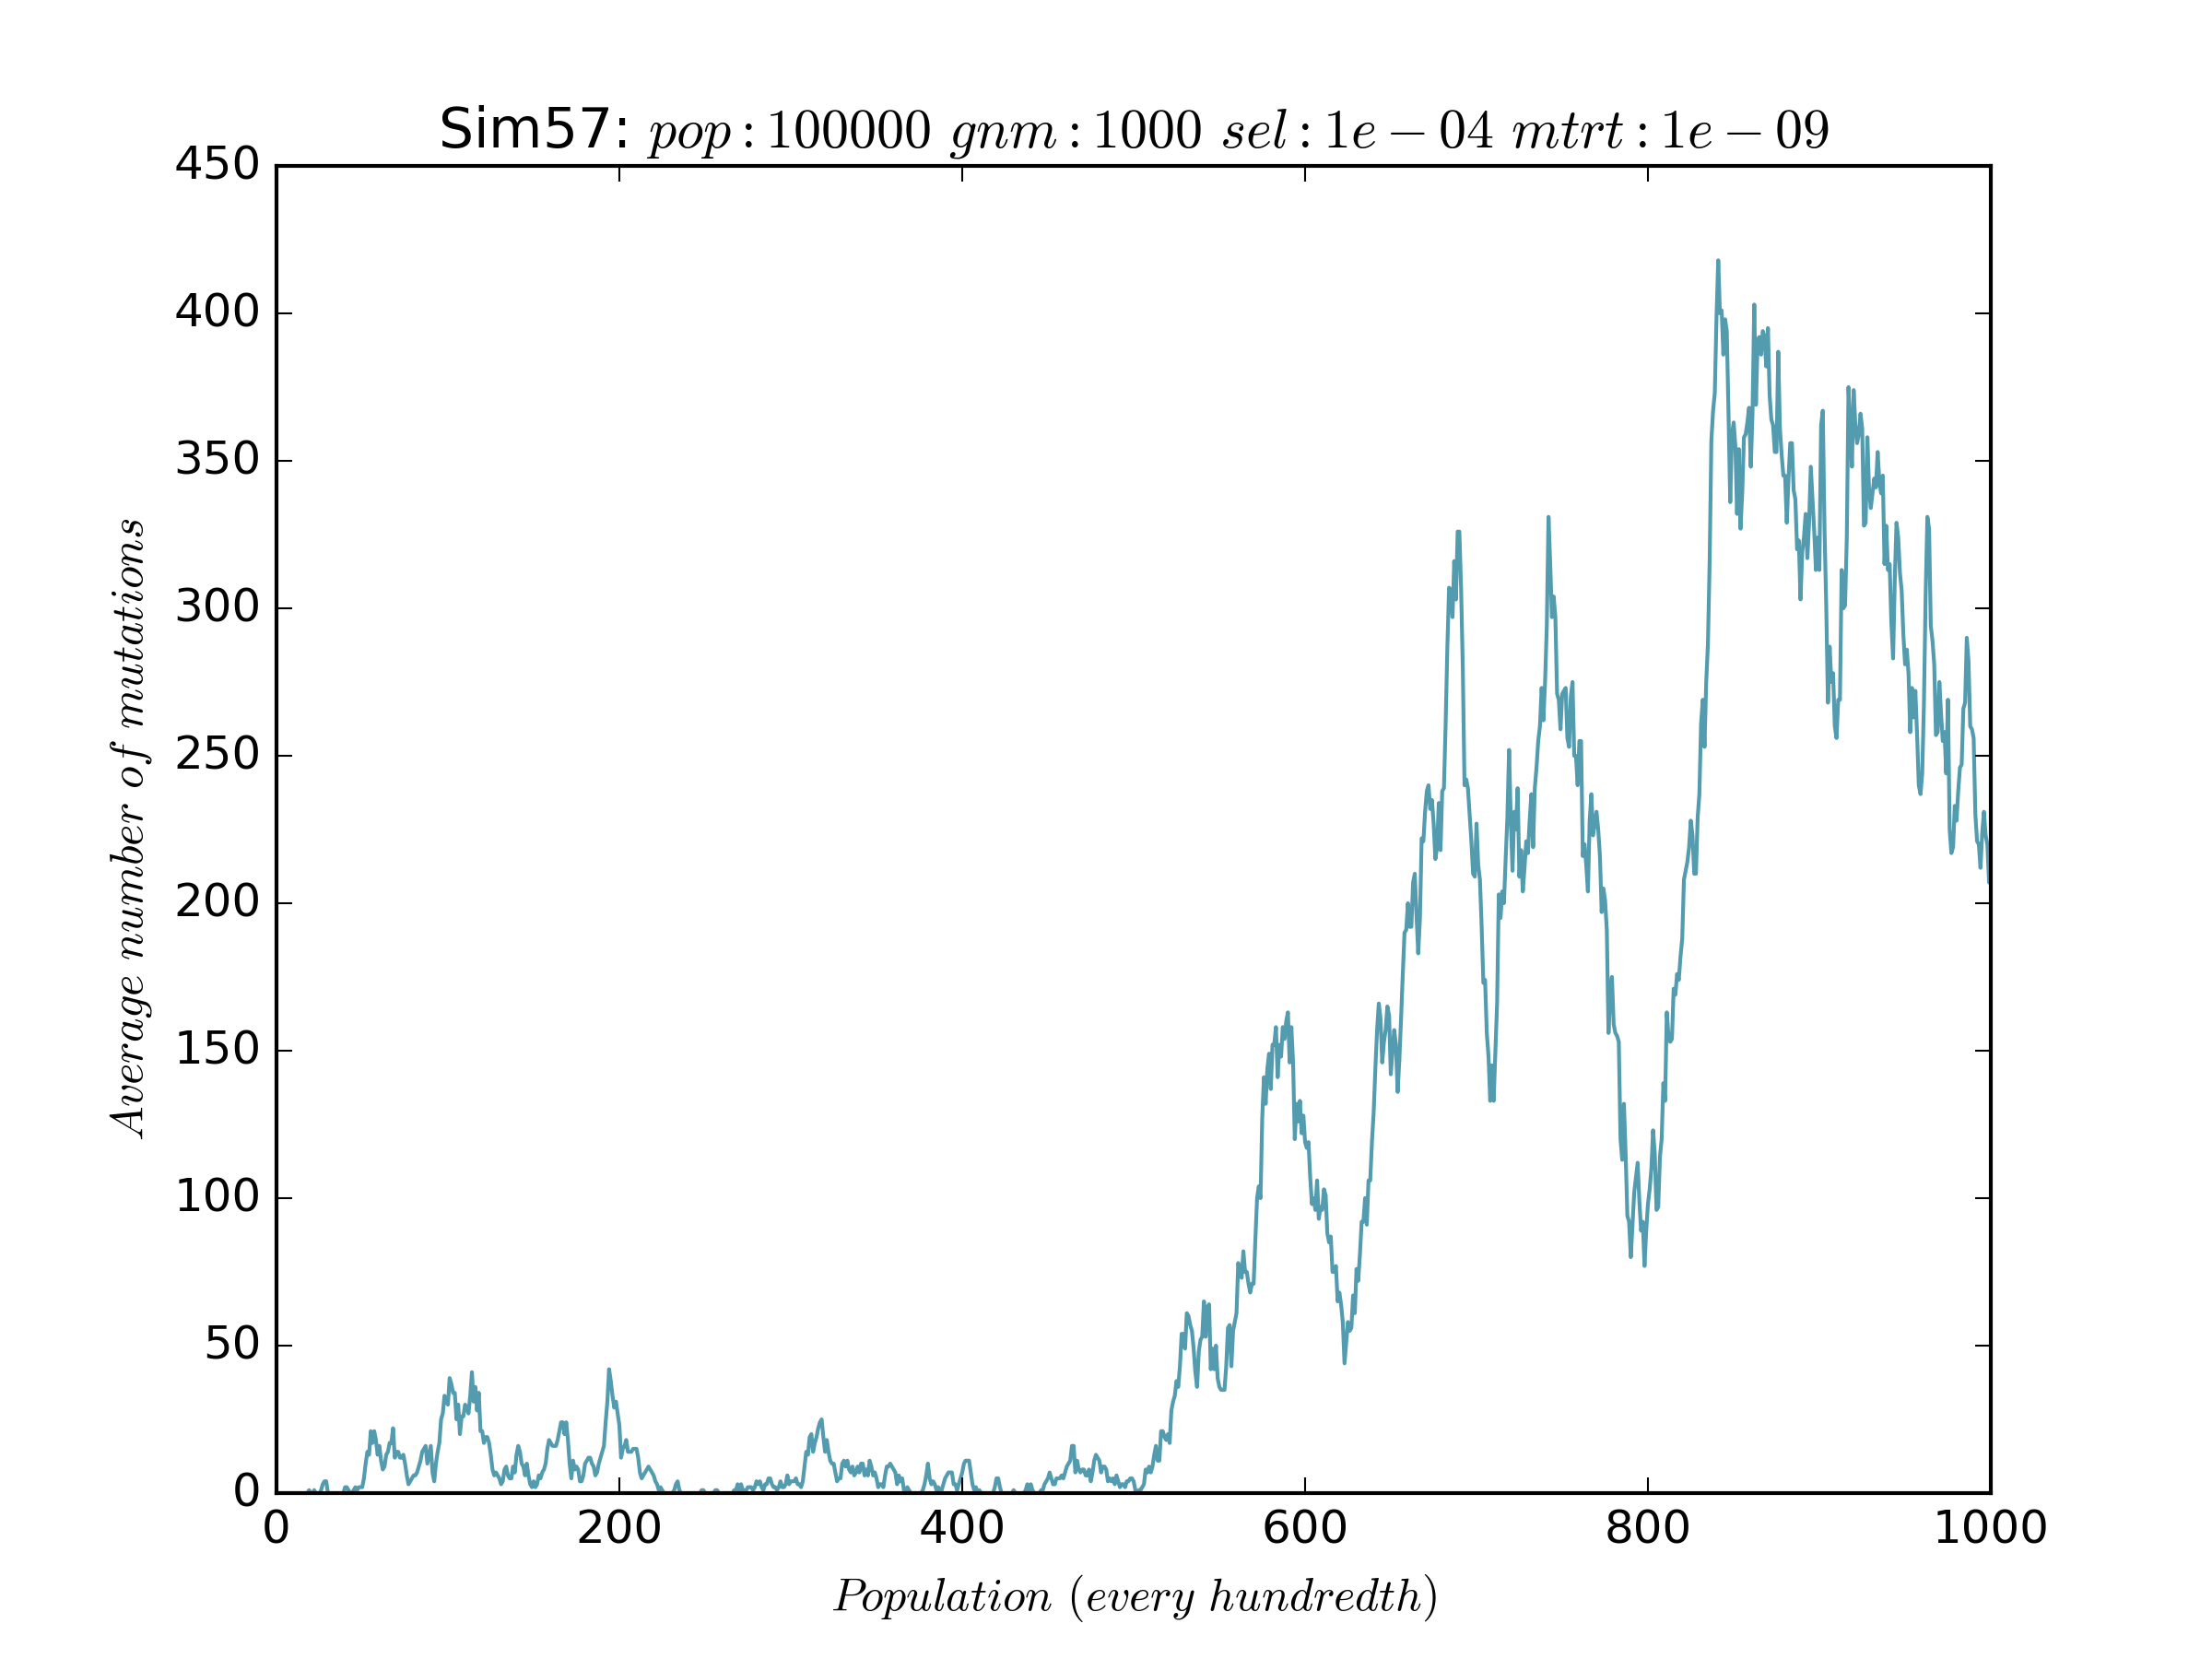 Sim57: pop : 100000 gnm : 1000 sel : 1e − 04 mtrt : 1e − 09
450
400
350
300
250
200
150
100
50
0
Average number of mutations
0 200 400 600 800 1000
Population (every hundredth)